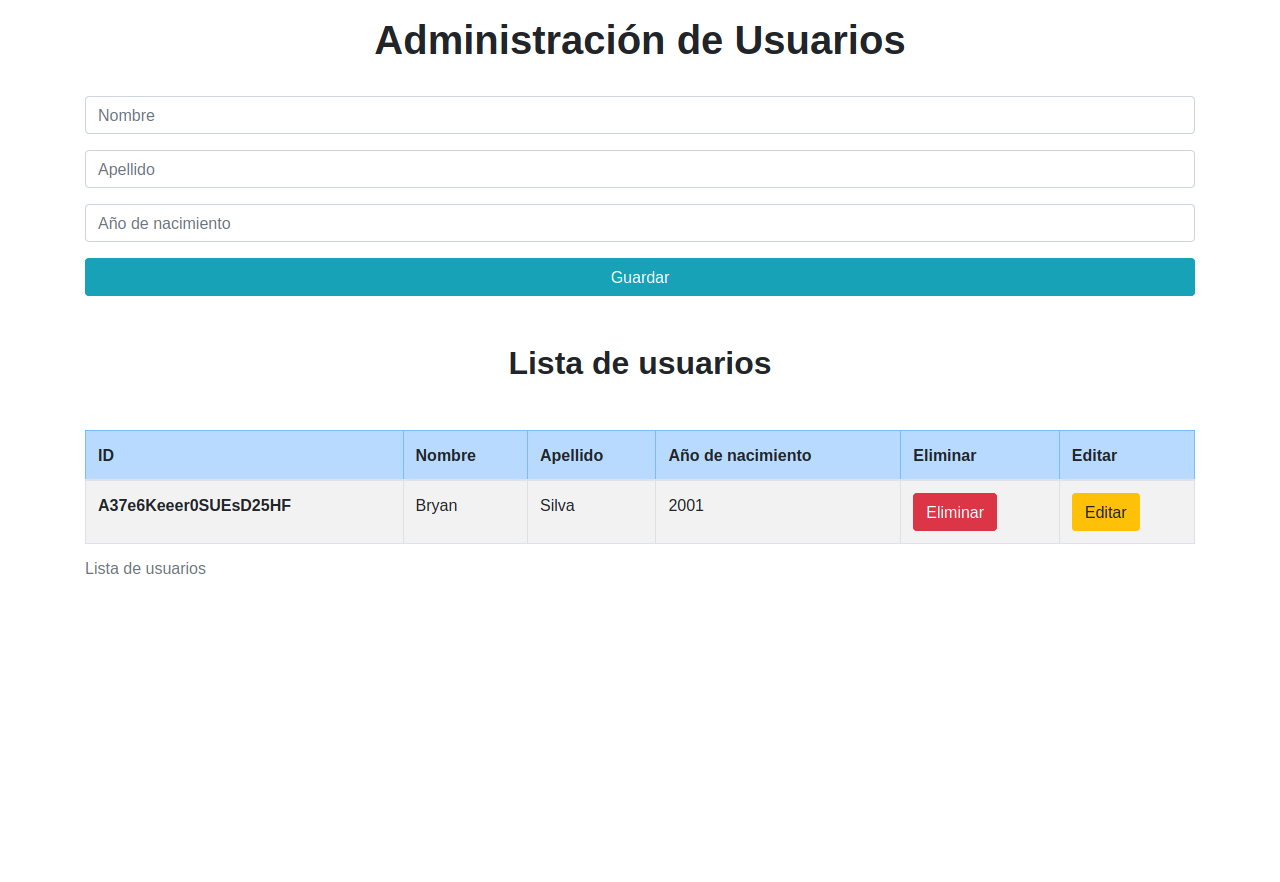 Administración de Usuarios
Nombre
Apellido
Año de nacimiento
Guardar
Lista de usuarios
ID Nombre Apellido Año de nacimiento Eliminar Editar
A37e6Keeer0SUEsD25HF Bryan Silva 2001 Eliminar Editar
Lista de usuarios